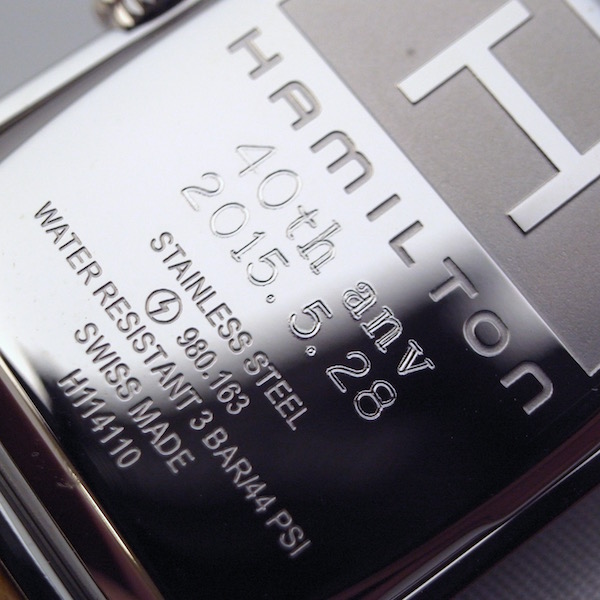 H
HAMILTON
40th anv
2015.5.28
STAINLESS STEEL
980.163
WATER RESISTANT 3 BAR/44 PSI
SWISS MADE
H114110